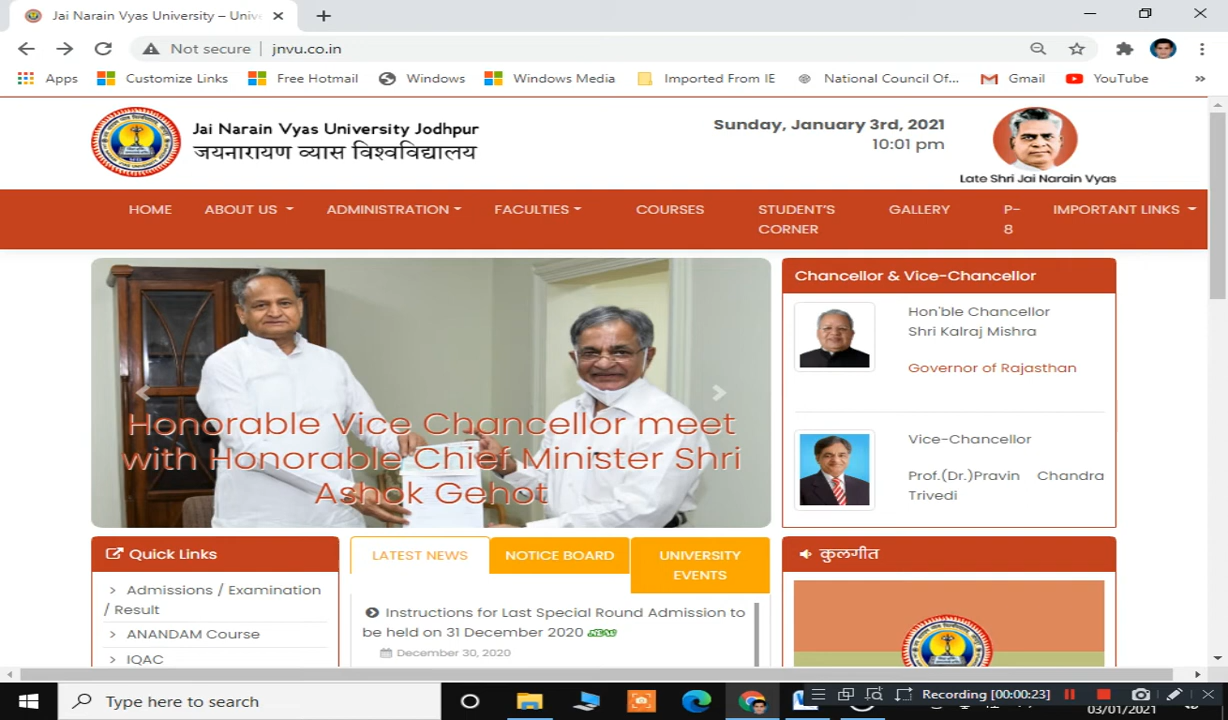 Jai Narain Vyas University – Univ
Not secure | jnvu.co.in
Apps Customize Links Free Hotmail Windows Windows Media Imported From IE National Council Of... Gmail YouTube »
Jai Narain Vyas University Jodhpur
जयनारायण व्यास विश्वविद्यालय
Sunday, January 3rd, 2021
10:01 pm
Late Shri Jai Narain Vyas
HOME ABOUT US ADMINISTRATION FACULTIES COURSES STUDENT'S CORNER GALLERY P-8 IMPORTANT LINKS
Honorable Vice Chancellor meet
with Honorable Chief Minister Shri
Ashok Gehot
Chancellor & Vice-Chancellor
Hon'ble Chancellor
Shri Kalraj Mishra
Governor of Rajasthan
Vice-Chancellor
Prof.(Dr.)Pravin Chandra
Trivedi
Quick Links
> Admissions / Examination
/ Result
> ANANDAM Course
> IQAC
LATEST NEWS
NOTICE BOARD
UNIVERSITY
EVENTS
Instructions for Last Special Round Admission to
be held on 31 December 2020 NEW
December 30, 2020
कुलगीत
Type here to search
Recording [00:00:23]
03/01/2021